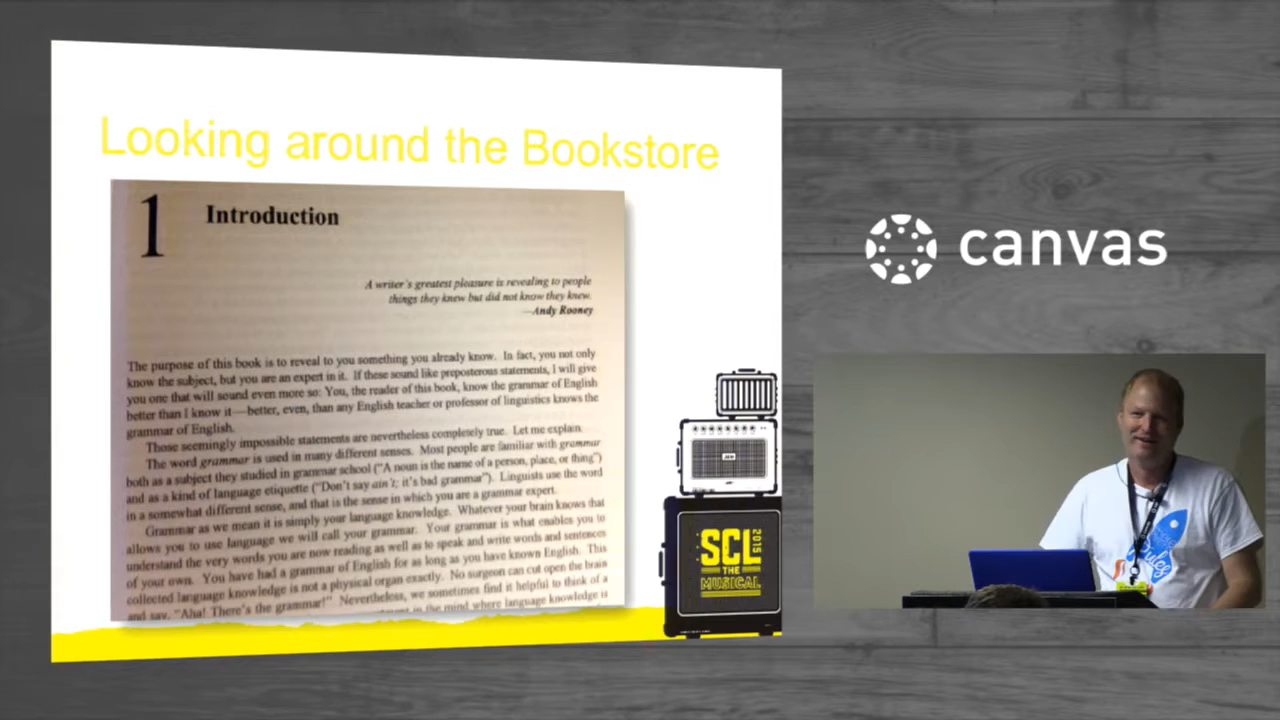 Looking around the Bookstore
1 Introduction
A writer's greatest pleasure is revealing to people
things they knew but did not know they knew.
—Andy Rooney
The purpose of this book is to reveal to you something you already know. In fact, you not only
know the subject, but you are an expert in it. If these sound like preposterous statements, I will give
you one that will sound even more so: You, the reader of this book, know the grammar of English
better than I know it—better, even, than any English teacher or professor of linguistics knows the
grammar of English.
Those seemingly impossible statements are nevertheless completely true. Let me explain.
The word grammar is used in many different senses. Most people are familiar with grammar
both as a subject they studied in grammar school ("A noun is the name of a person, place, or thing")
and as a kind of language etiquette ("Don't say ain't; it's bad grammar"). Linguists use the word
in a somewhat different sense, and that is the sense in which you are a grammar expert.
Grammar as we mean it is simply your language knowledge. Whatever your brain knows that
allows you to use language we will call your grammar. Your grammar is what enables you to
understand the very words you are now reading as well as to speak and write words and sentences
of your own. You have had a grammar of English for as long as you have known English. This
collected language knowledge is not a physical organ exactly. No surgeon can cut open the brain
and say, "Aha! There's the grammar!" Nevertheless, we sometimes find it helpful to think of a
in the mind where language knowledge is
SCL 2015
THE
MUSICAL
canvas